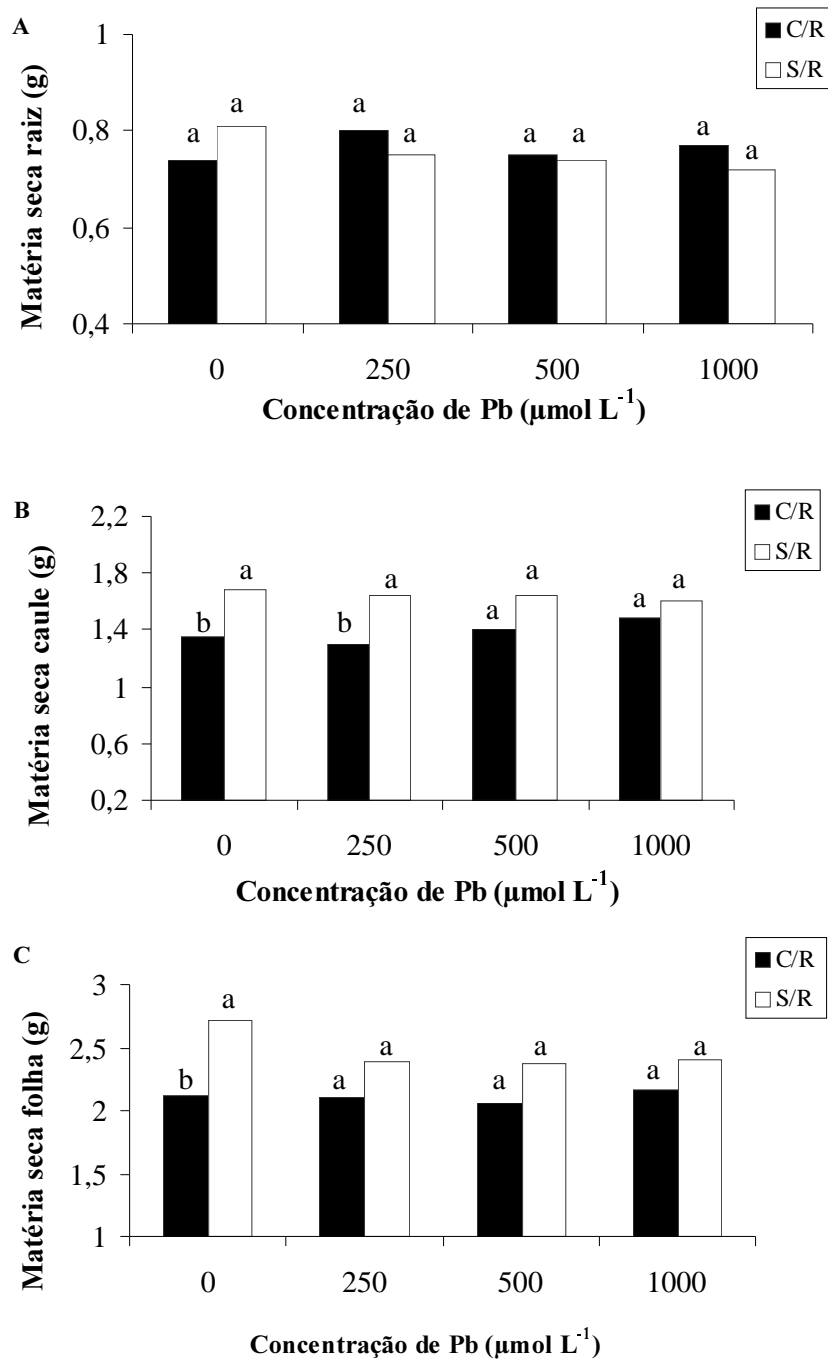 A
Matéria seca raiz (g)
1
0,8
0,6
0,4
C/R
S/R
a a a a a a a a
0 250 500 1000
Concentração de Pb (µmol L-1)
B
Matéria seca caule (g)
2,2
1,8
1,4
1
0,6
0,2
C/R
S/R
b a b a a a a a
0 250 500 1000
Concentração de Pb (µmol L-1)
C
Matéria seca folha (g)
3
2,5
2
1,5
1
C/R
S/R
b a a a a a a a
0 250 500 1000
Concentração de Pb (µmol L-1)